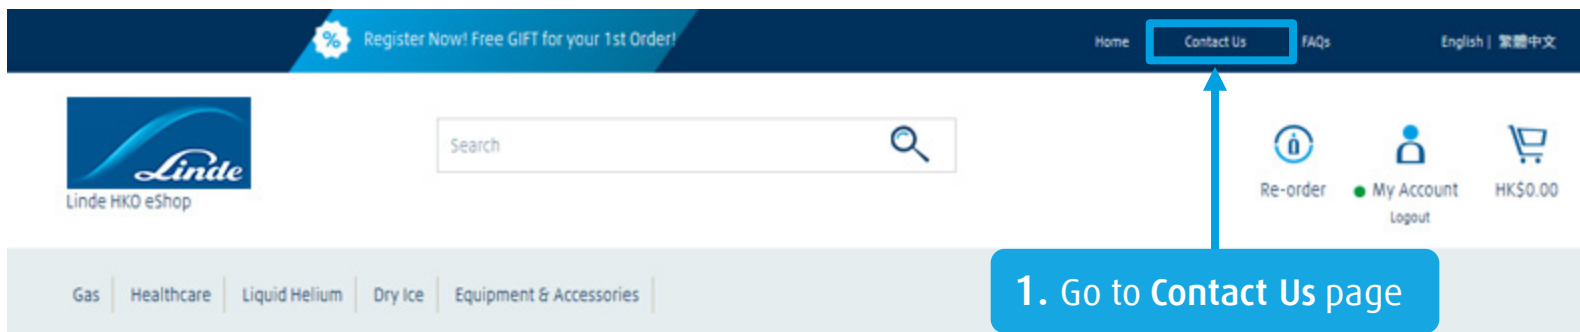 % Register Now! Free GIFT for your 1st Order!
Home Contact Us FAQs English | 繁體中文
Linde
Linde HKO eShop
Search
Re-order My Account HK$0.00
Logout
Gas Healthcare Liquid Helium Dry Ice Equipment & Accessories
1. Go to Contact Us page